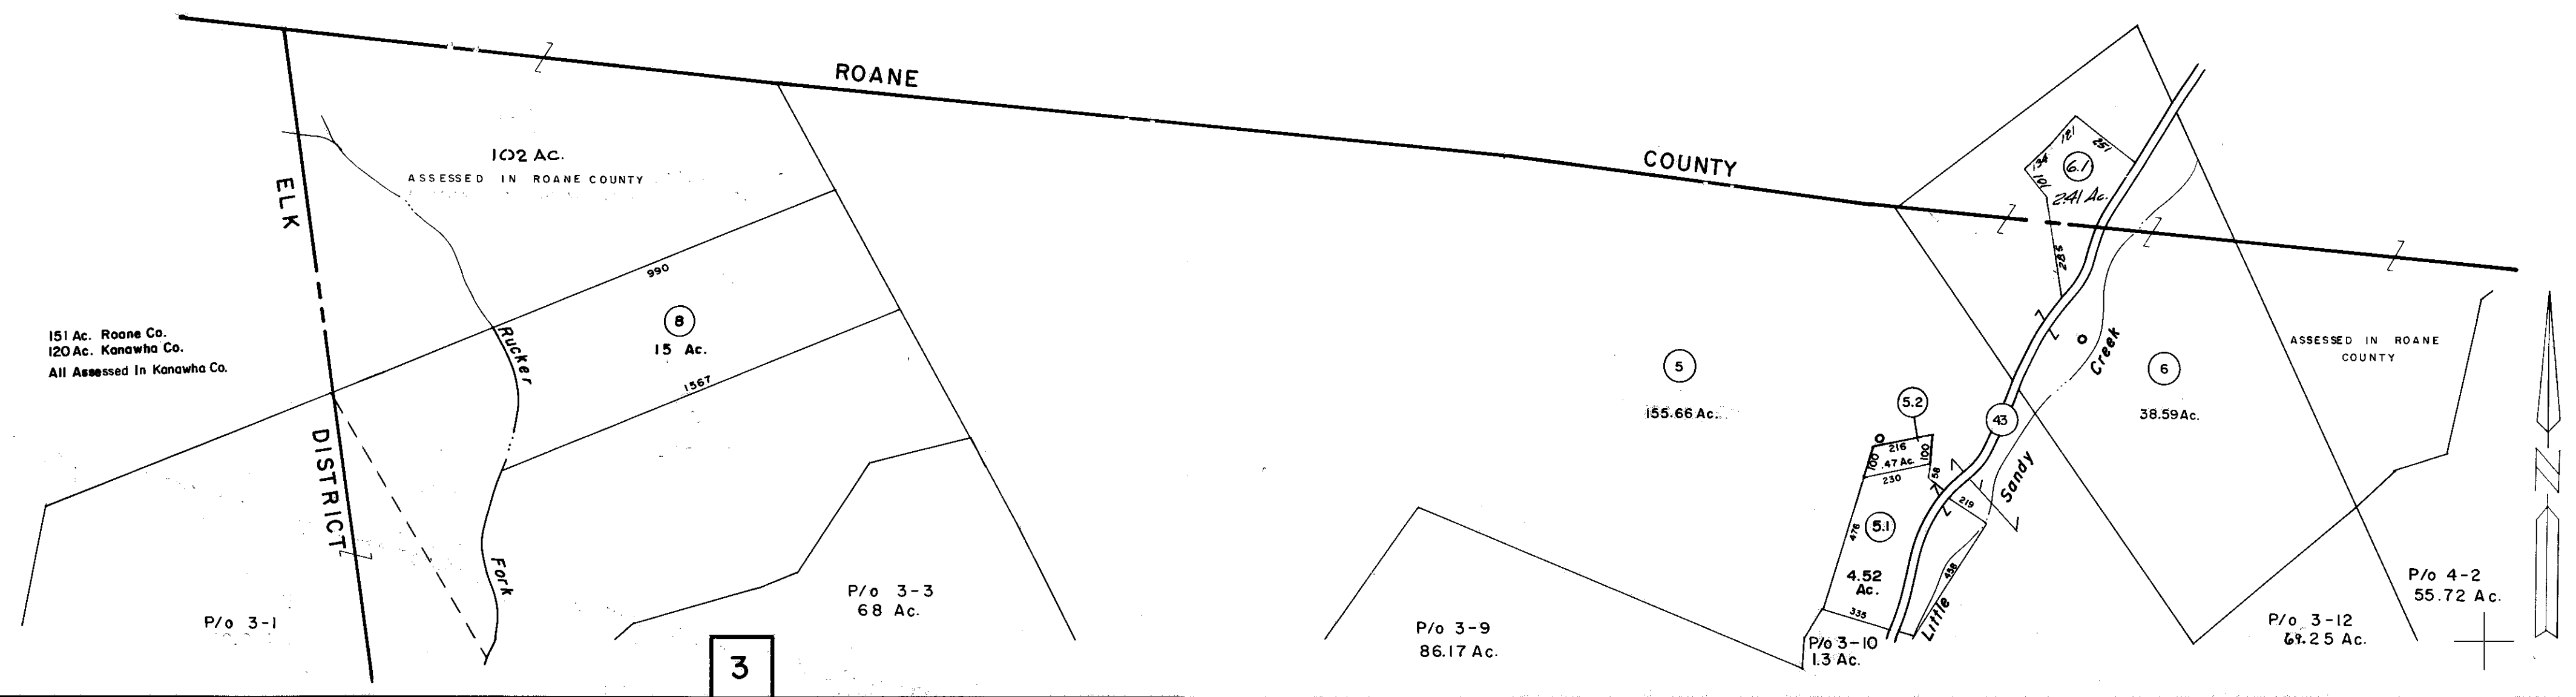 ROANE
COUNTY
102 AC.
ASSESSED IN ROANE COUNTY
ELK
DISTRICT
990
8
15 Ac.
1567
Rucker
Fork
151 Ac. Roane Co.
120 Ac. Kanawha Co.
All Assessed In Kanawha Co.
P/o 3-1
P/o 3-3
68 Ac.
3
5
155.66 Ac.
5.2
216
100
.47 Ac.
100
230
58
219
476
5.1
4.52
Ac.
335
458
43
Little
Sandy
Creek
121
251
134
101
6.1
2.41 Ac.
285
6
38.59 Ac.
ASSESSED IN ROANE
COUNTY
P/o 3-9
86.17 Ac.
P/o 3-10
1.3 Ac.
P/o 3-12
P/o 4-2
55.72 Ac.
N